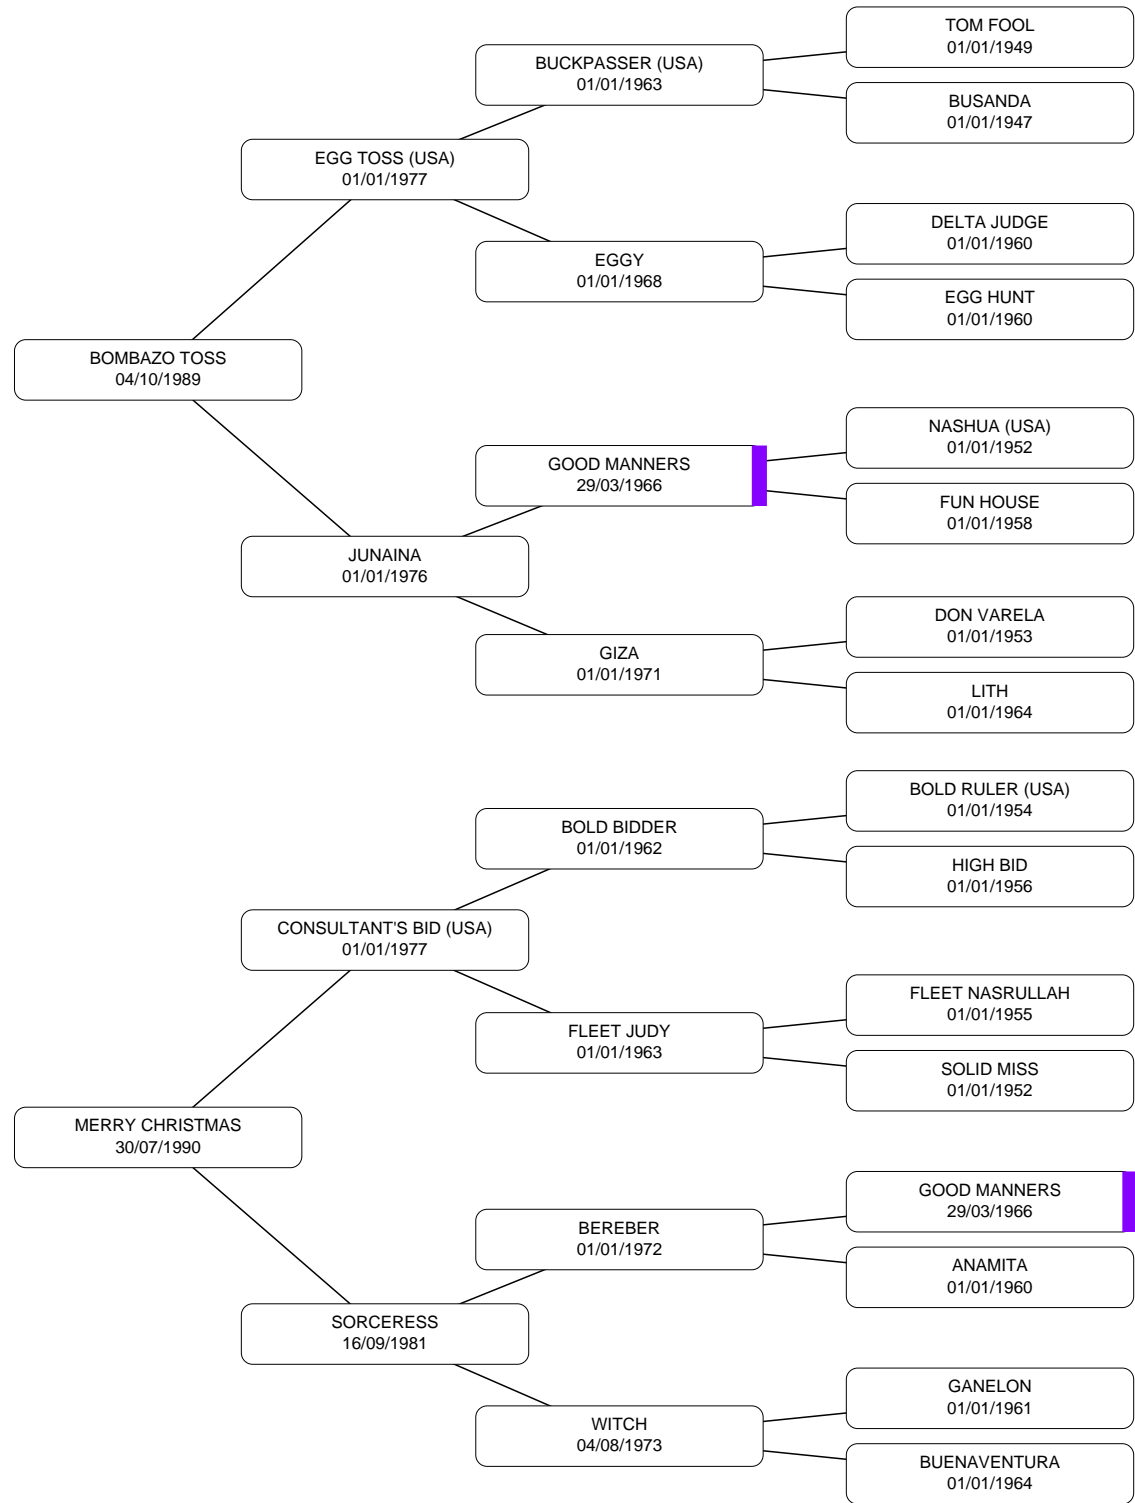 TOM FOOL
01/01/1949
BUCKPASSER (USA)
01/01/1963
BUSANDA
01/01/1947
EGG TOSS (USA)
01/01/1977
DELTA JUDGE
01/01/1960
EGGY
01/01/1968
EGG HUNT
01/01/1960
BOMBAZO TOSS
04/10/1989
NASHUA (USA)
01/01/1952
GOOD MANNERS
29/03/1966
FUN HOUSE
01/01/1958
JUNAINA
01/01/1976
DON VARELA
01/01/1953
GIZA
01/01/1971
LITH
01/01/1964
BOLD RULER (USA)
01/01/1954
BOLD BIDDER
01/01/1962
HIGH BID
01/01/1956
CONSULTANT'S BID (USA)
01/01/1977
FLEET NASRULLAH
01/01/1955
FLEET JUDY
01/01/1963
SOLID MISS
01/01/1952
MERRY CHRISTMAS
30/07/1990
GOOD MANNERS
29/03/1966
BEREBER
01/01/1972
ANAMITA
01/01/1960
SORCERESS
16/09/1981
GANELON
01/01/1961
WITCH
04/08/1973
BUENAVENTURA
01/01/1964